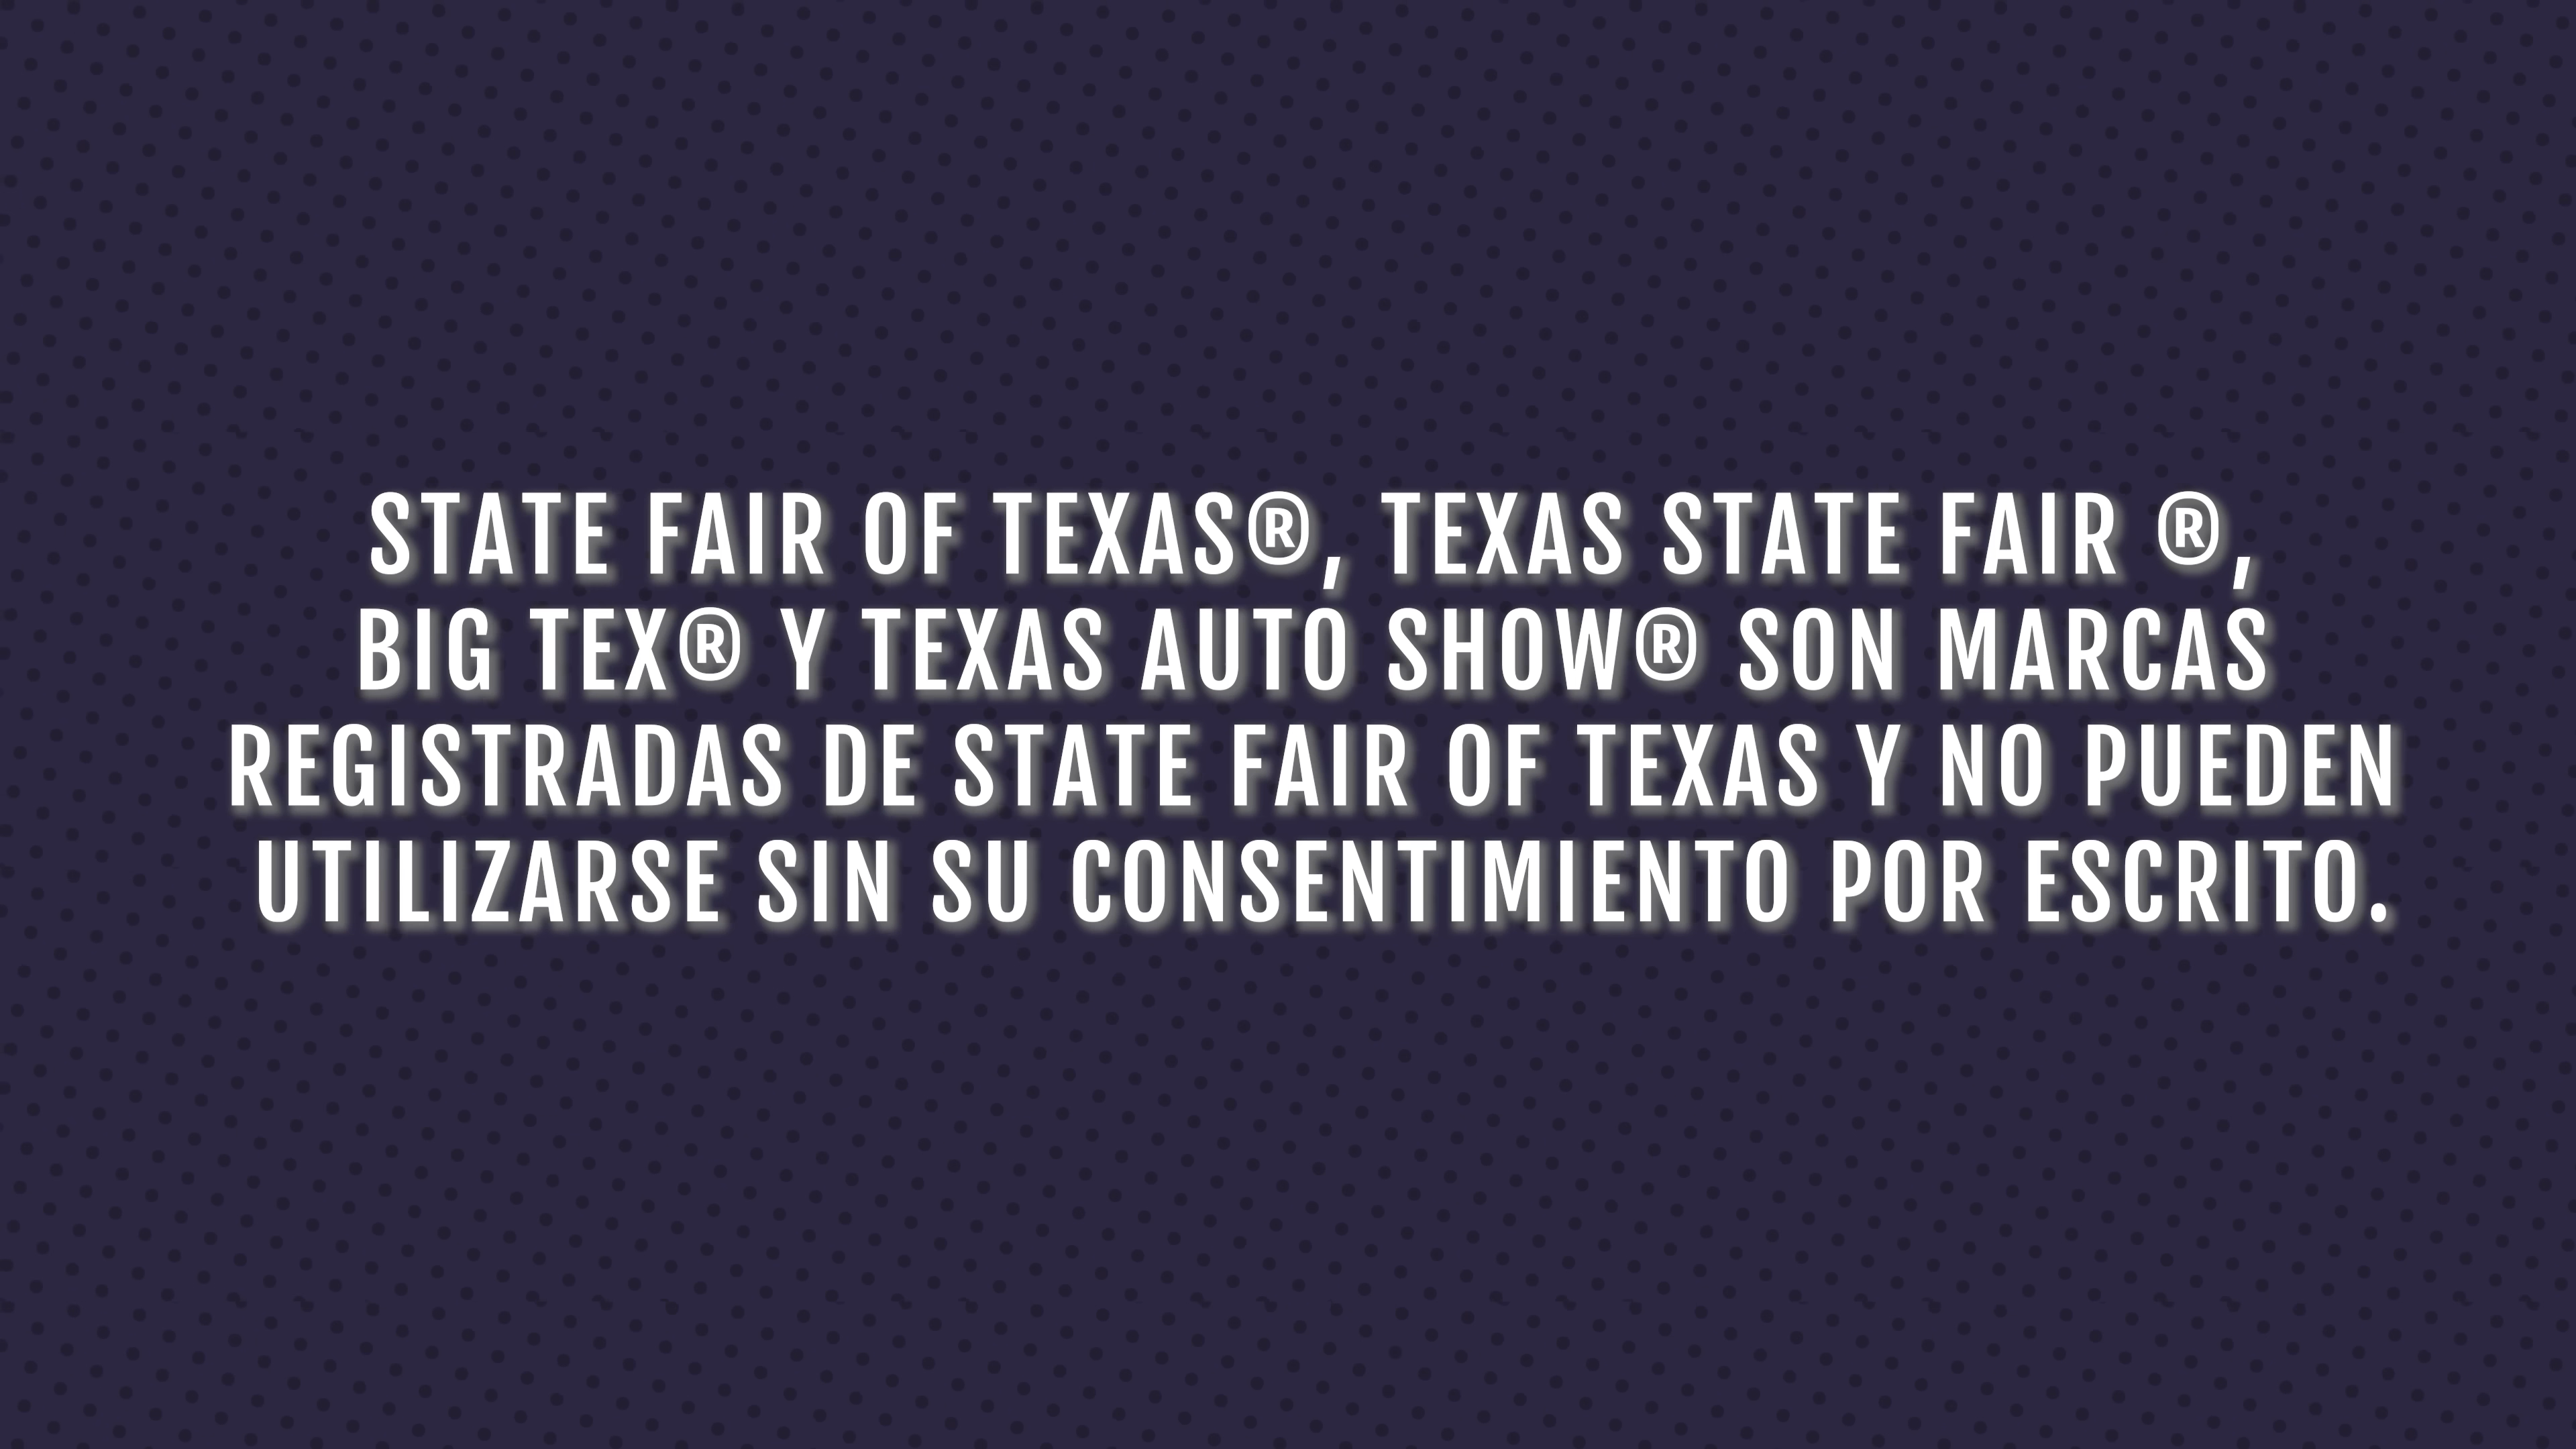 STATE FAIR OF TEXAS®, TEXAS STATE FAIR ®,
BIG TEX® Y TEXAS AUTO SHOW® SON MARCAS
REGISTRADAS DE STATE FAIR OF TEXAS Y NO PUEDEN
UTILIZARSE SIN SU CONSENTIMIENTO POR ESCRITO.